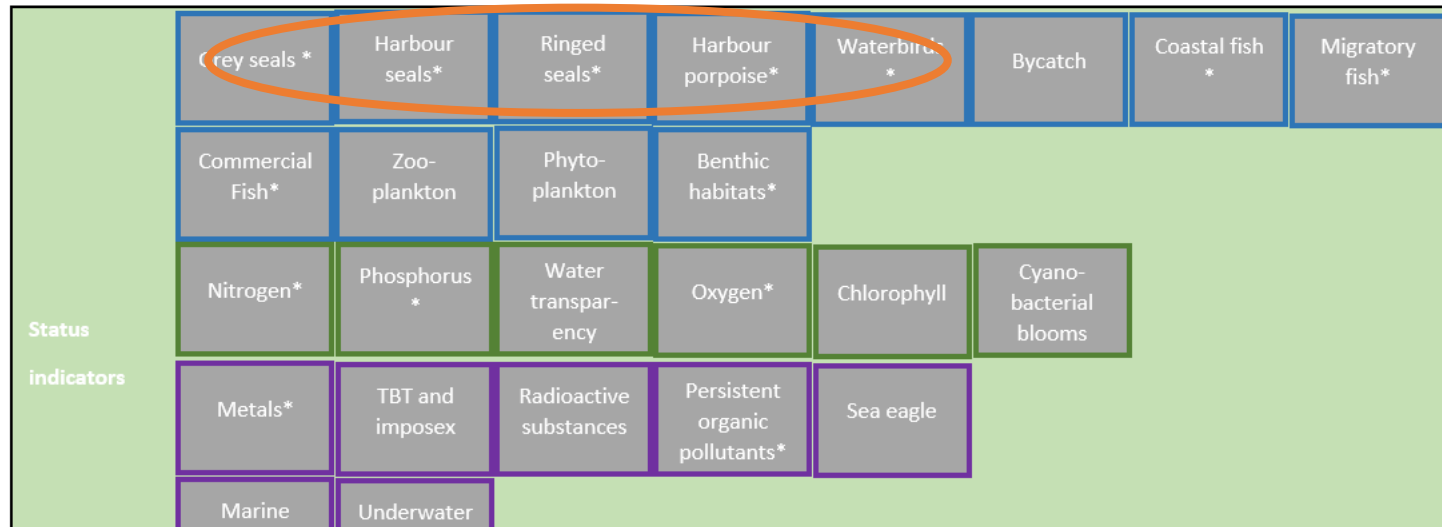 Grey seals *
Harbour
seals*
Ringed
seals*
Harbour
porpoise*
Waterbirds
*
Bycatch
Coastal fish
*
Migratory
fish*
Commercial
Fish*
Zoo-
plankton
Phyto-
plankton
Benthic
habitats*
Status
indicators
Nitrogen*
Phosphorus
*
Water
transpar-
ency
Oxygen*
Chlorophyll
Cyano-
bacterial
blooms
Metals*
TBT and
imposex
Radioactive
substances
Persistent
organic
pollutants*
Sea eagle
Marine
Underwater